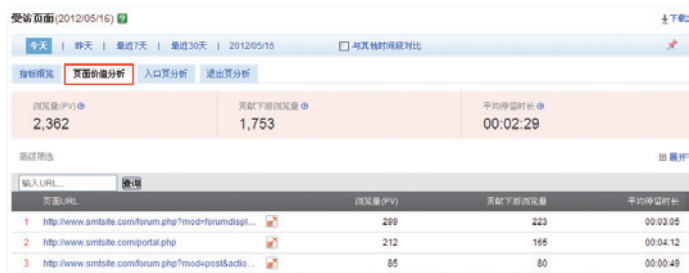 受访页面(2012/05/16)
下载
今天 | 昨天 | 最近7天 | 最近30天 | 2012/05/16 与其他时间段对比
指标概览 页面价值分析 入口页分析 退出页分析
浏览量(PV) 贡献下游浏览量 平均停留时长
2,362 1,753 00:02:29
高级筛选 展开
输入URL... 查询
页面URL 浏览量(PV) 贡献下游浏览量 平均停留时长
1 http://www.smtsite.com/forum.php?mod=forumdispl... 299 223 00:03:05
2 http://www.smtsite.com/portal.php 212 165 00:04:12
3 http://www.smtsite.com/forum.php?mod=post&actio... 85 80 00:00:49